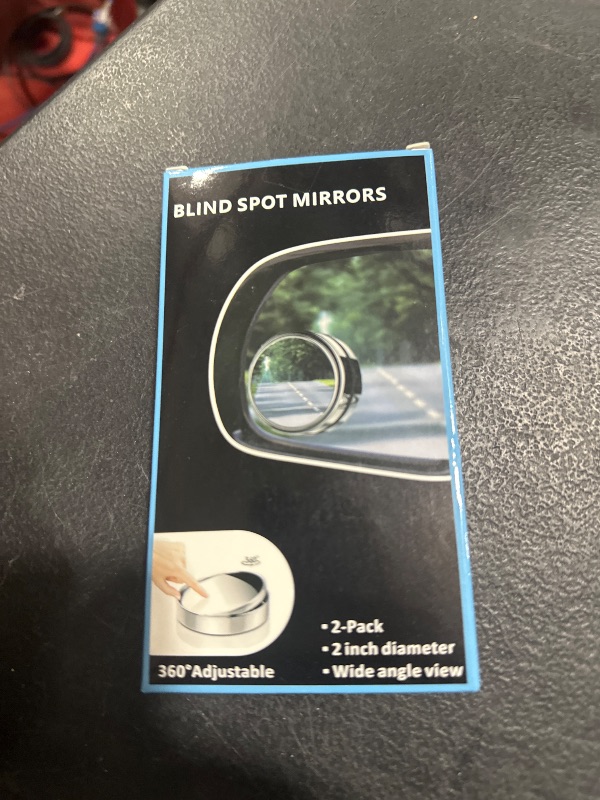 BLIND SPOT MIRRORS
▪ 2-Pack
▪ 2 inch diameter
360°Adjustable
▪ Wide angle view